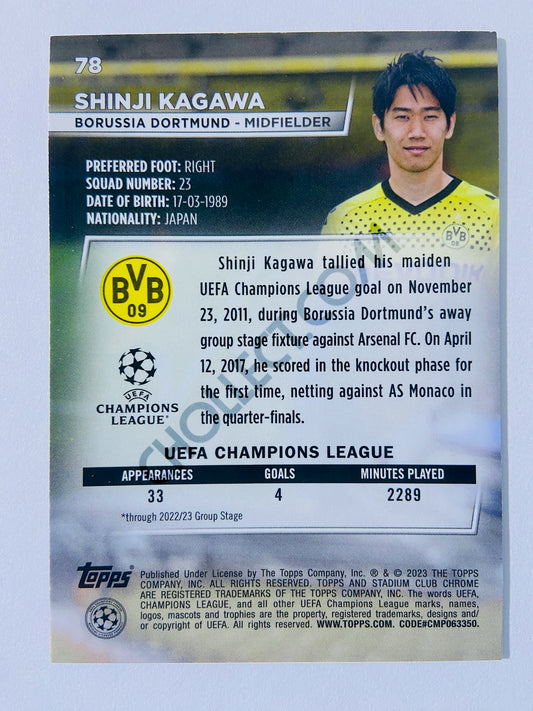 78
SHINJI KAGAWA
BORUSSIA DORTMUND - MIDFIELDER
PREFERRED FOOT: RIGHT
SQUAD NUMBER: 23
DATE OF BIRTH: 17-03-1989
NATIONALITY: JAPAN
BVB
09
BVB
09
Shinji Kagawa tallied his maiden
UEFA Champions League goal on November
23, 2011, during Borussia Dortmund's away
group stage fixture against Arsenal FC. On April
12, 2017, he scored in the knockout phase for
the first time, netting against AS Monaco in
the quarter-finals.
UEFA
CHAMPIONS
LEAGUE®
CHOLLECT.COM
UEFA CHAMPIONS LEAGUE
APPEARANCES GOALS MINUTES PLAYED
33 4 2289
*through 2022/23 Group Stage
Topps®
Published Under License by The Topps Company, Inc. ® & © 2023 THE TOPPS
COMPANY, INC. ALL RIGHTS RESERVED. TOPPS AND STADIUM CLUB CHROME
ARE REGISTERED TRADEMARKS OF THE TOPPS COMPANY, INC. The words UEFA,
CHAMPIONS LEAGUE, and all other UEFA Champions League marks, names,
logos, mascots and trophies are the property, registered trademarks, designs and/
or copyright of UEFA. All rights reserved. WWW.TOPPS.COM. CODE#CMP063350.